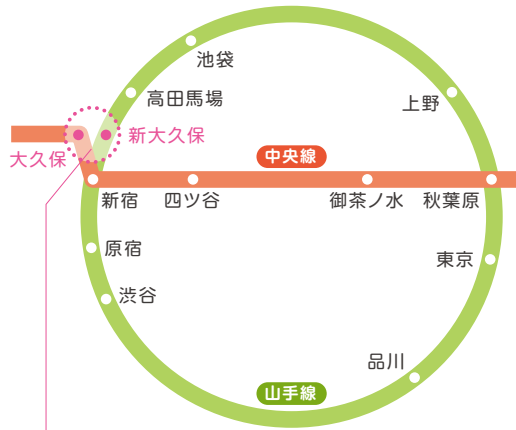 池袋
高田馬場
上野
大久保
新大久保
中央線
新宿
四ツ谷
御茶ノ水
秋葉原
原宿
東京
渋谷
品川
山手線